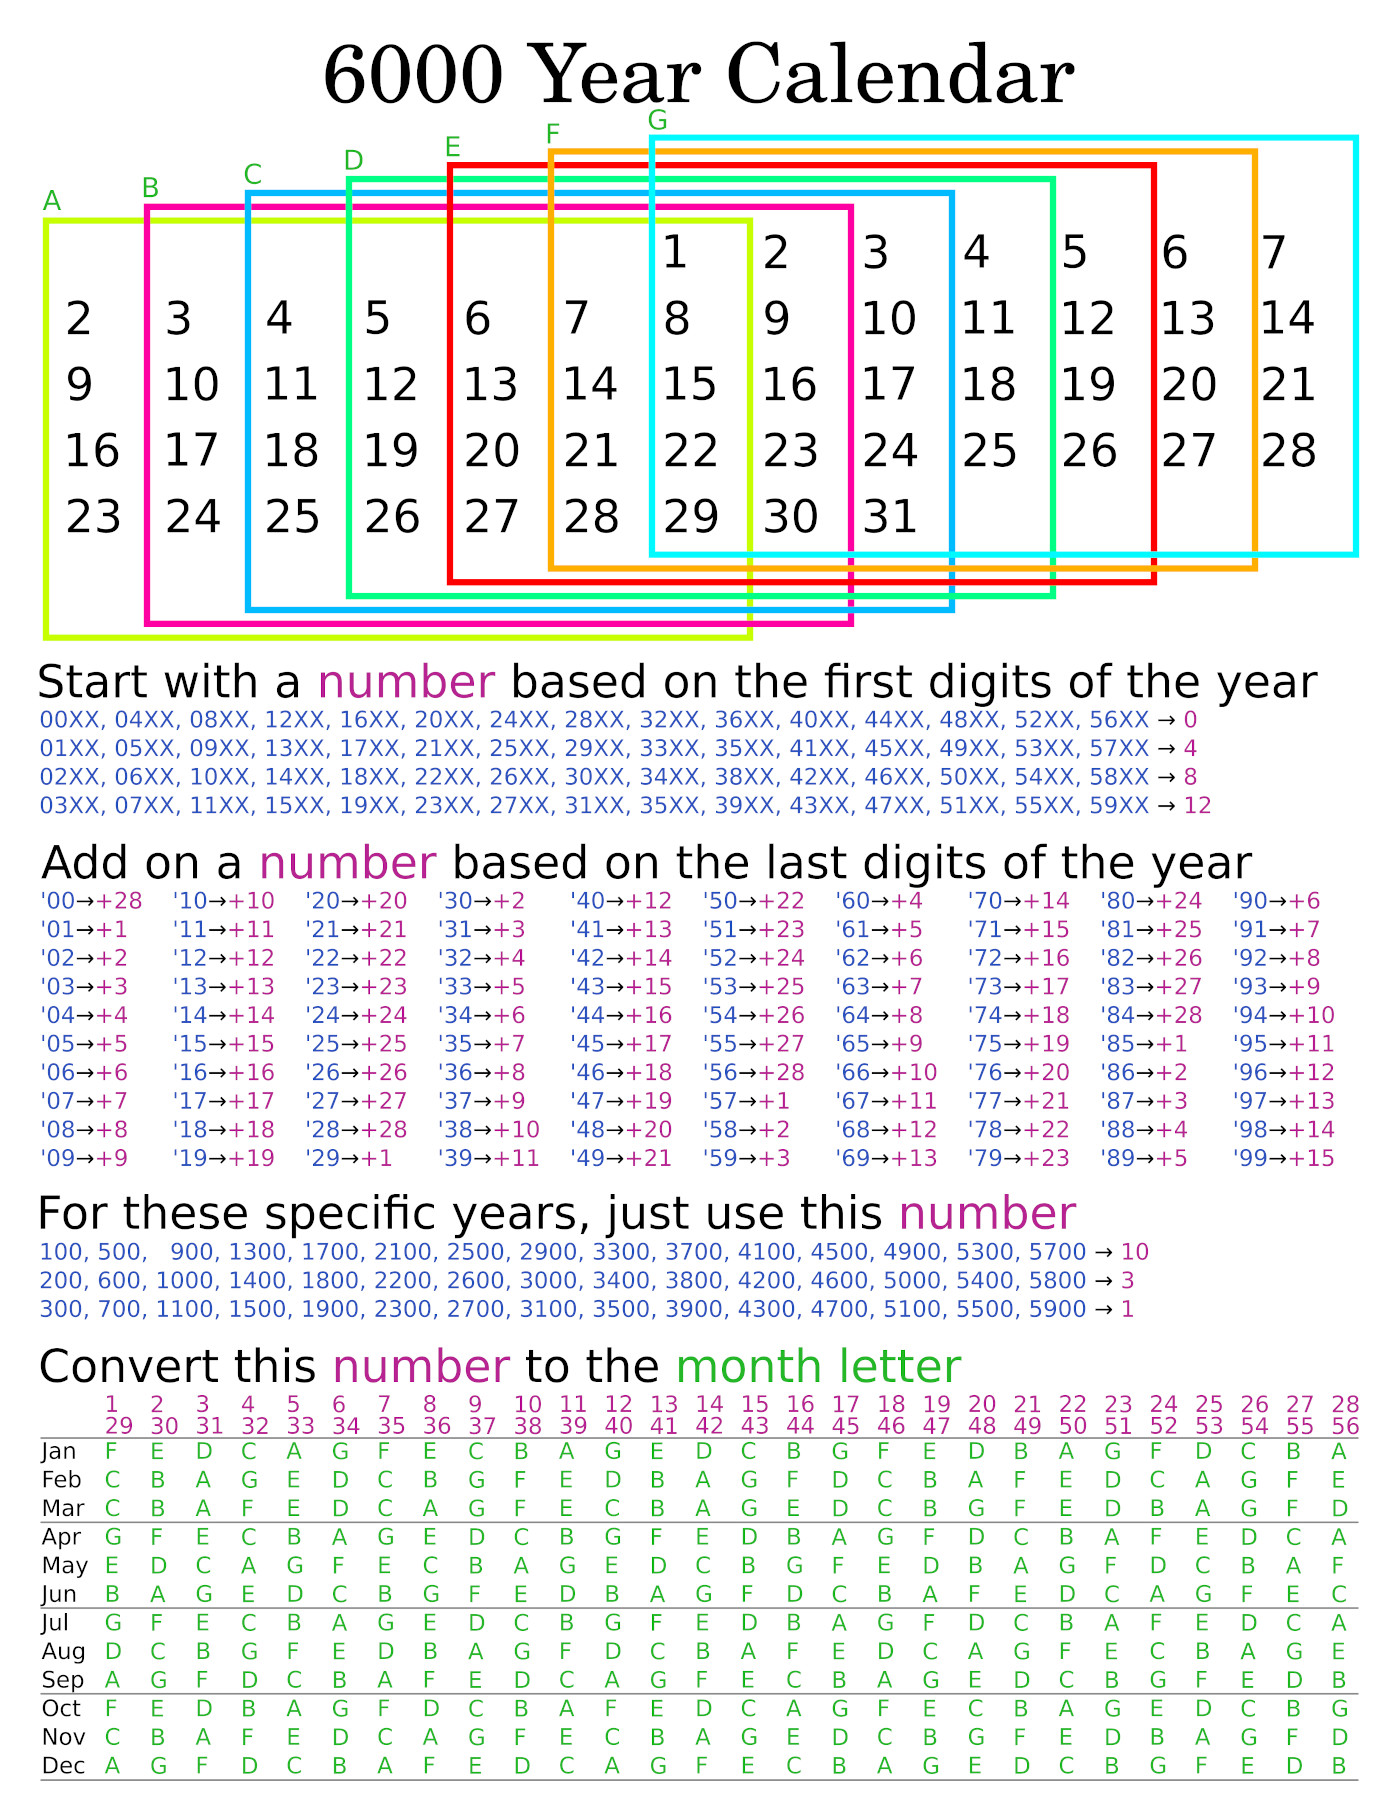 6000 Year Calendar
G
F
E
D
C
B
A
1 2 3 4 5 6 7
2 3 4 5 6 7 8 9 10 11 12 13 14
9 10 11 12 13 14 15 16 17 18 19 20 21
16 17 18 19 20 21 22 23 24 25 26 27 28
23 24 25 26 27 28 29 30 31
Start with a number based on the first digits of the year
00XX, 04XX, 08XX, 12XX, 16XX, 20XX, 24XX, 28XX, 32XX, 36XX, 40XX, 44XX, 48XX, 52XX, 56XX → 0
01XX, 05XX, 09XX, 13XX, 17XX, 21XX, 25XX, 29XX, 33XX, 35XX, 41XX, 45XX, 49XX, 53XX, 57XX → 4
02XX, 06XX, 10XX, 14XX, 18XX, 22XX, 26XX, 30XX, 34XX, 38XX, 42XX, 46XX, 50XX, 54XX, 58XX → 8
03XX, 07XX, 11XX, 15XX, 19XX, 23XX, 27XX, 31XX, 35XX, 39XX, 43XX, 47XX, 51XX, 55XX, 59XX → 12
Add on a number based on the last digits of the year
'00→+28 '10→+10 '20→+20 '30→+2 '40→+12 '50→+22 '60→+4 '70→+14 '80→+24 '90→+6
'01→+1 '11→+11 '21→+21 '31→+3 '41→+13 '51→+23 '61→+5 '71→+15 '81→+25 '91→+7
'02→+2 '12→+12 '22→+22 '32→+4 '42→+14 '52→+24 '62→+6 '72→+16 '82→+26 '92→+8
'03→+3 '13→+13 '23→+23 '33→+5 '43→+15 '53→+25 '63→+7 '73→+17 '83→+27 '93→+9
'04→+4 '14→+14 '24→+24 '34→+6 '44→+16 '54→+26 '64→+8 '74→+18 '84→+28 '94→+10
'05→+5 '15→+15 '25→+25 '35→+7 '45→+17 '55→+27 '65→+9 '75→+19 '85→+1 '95→+11
'06→+6 '16→+16 '26→+26 '36→+8 '46→+18 '56→+28 '66→+10 '76→+20 '86→+2 '96→+12
'07→+7 '17→+17 '27→+27 '37→+9 '47→+19 '57→+1 '67→+11 '77→+21 '87→+3 '97→+13
'08→+8 '18→+18 '28→+28 '38→+10 '48→+20 '58→+2 '68→+12 '78→+22 '88→+4 '98→+14
'09→+9 '19→+19 '29→+1 '39→+11 '49→+21 '59→+3 '69→+13 '79→+23 '89→+5 '99→+15
For these specific years, just use this number
100, 500, 900, 1300, 1700, 2100, 2500, 2900, 3300, 3700, 4100, 4500, 4900, 5300, 5700 → 10
200, 600, 1000, 1400, 1800, 2200, 2600, 3000, 3400, 3800, 4200, 4600, 5000, 5400, 5800 → 3
300, 700, 1100, 1500, 1900, 2300, 2700, 3100, 3500, 3900, 4300, 4700, 5100, 5500, 5900 → 1
Convert this number to the month letter
1 2 3 4 5 6 7 8 9 10 11 12 13 14 15 16 17 18 19 20 21 22 23 24 25 26 27 28
29 30 31 32 33 34 35 36 37 38 39 40 41 42 43 44 45 46 47 48 49 50 51 52 53 54 55 56
Jan F E D C A G F E C B A G E D C B G F E D B A G F D C B A
Feb C B A G E D C B G F E D B A G F D C B A F E D C A G F E
Mar C B A F E D C A G F E C B A G E D C B G F E D B A G F D
Apr G F E C B A G E D C B G F E D B A G F D C B A F E D C A
May E D C A G F E C B A G E D C B G F E D B A G F D C B A F
Jun B A G E D C B G F E D B A G F D C B A F E D C A G F E C
Jul G F E C B A G E D C B G F E D B A G F D C B A F E D C A
Aug D C B G F E D B A G F D C B A F E D C A G F E C B A G E
Sep A G F D C B A F E D C A G F E C B A G E D C B G F E D B
Oct F E D B A G F D C B A F E D C A G F E C B A G E D C B G
Nov C B A F E D C A G F E C B A G E D C B G F E D B A G F D
Dec A G F D C B A F E D C A G F E C B A G E D C B G F E D B